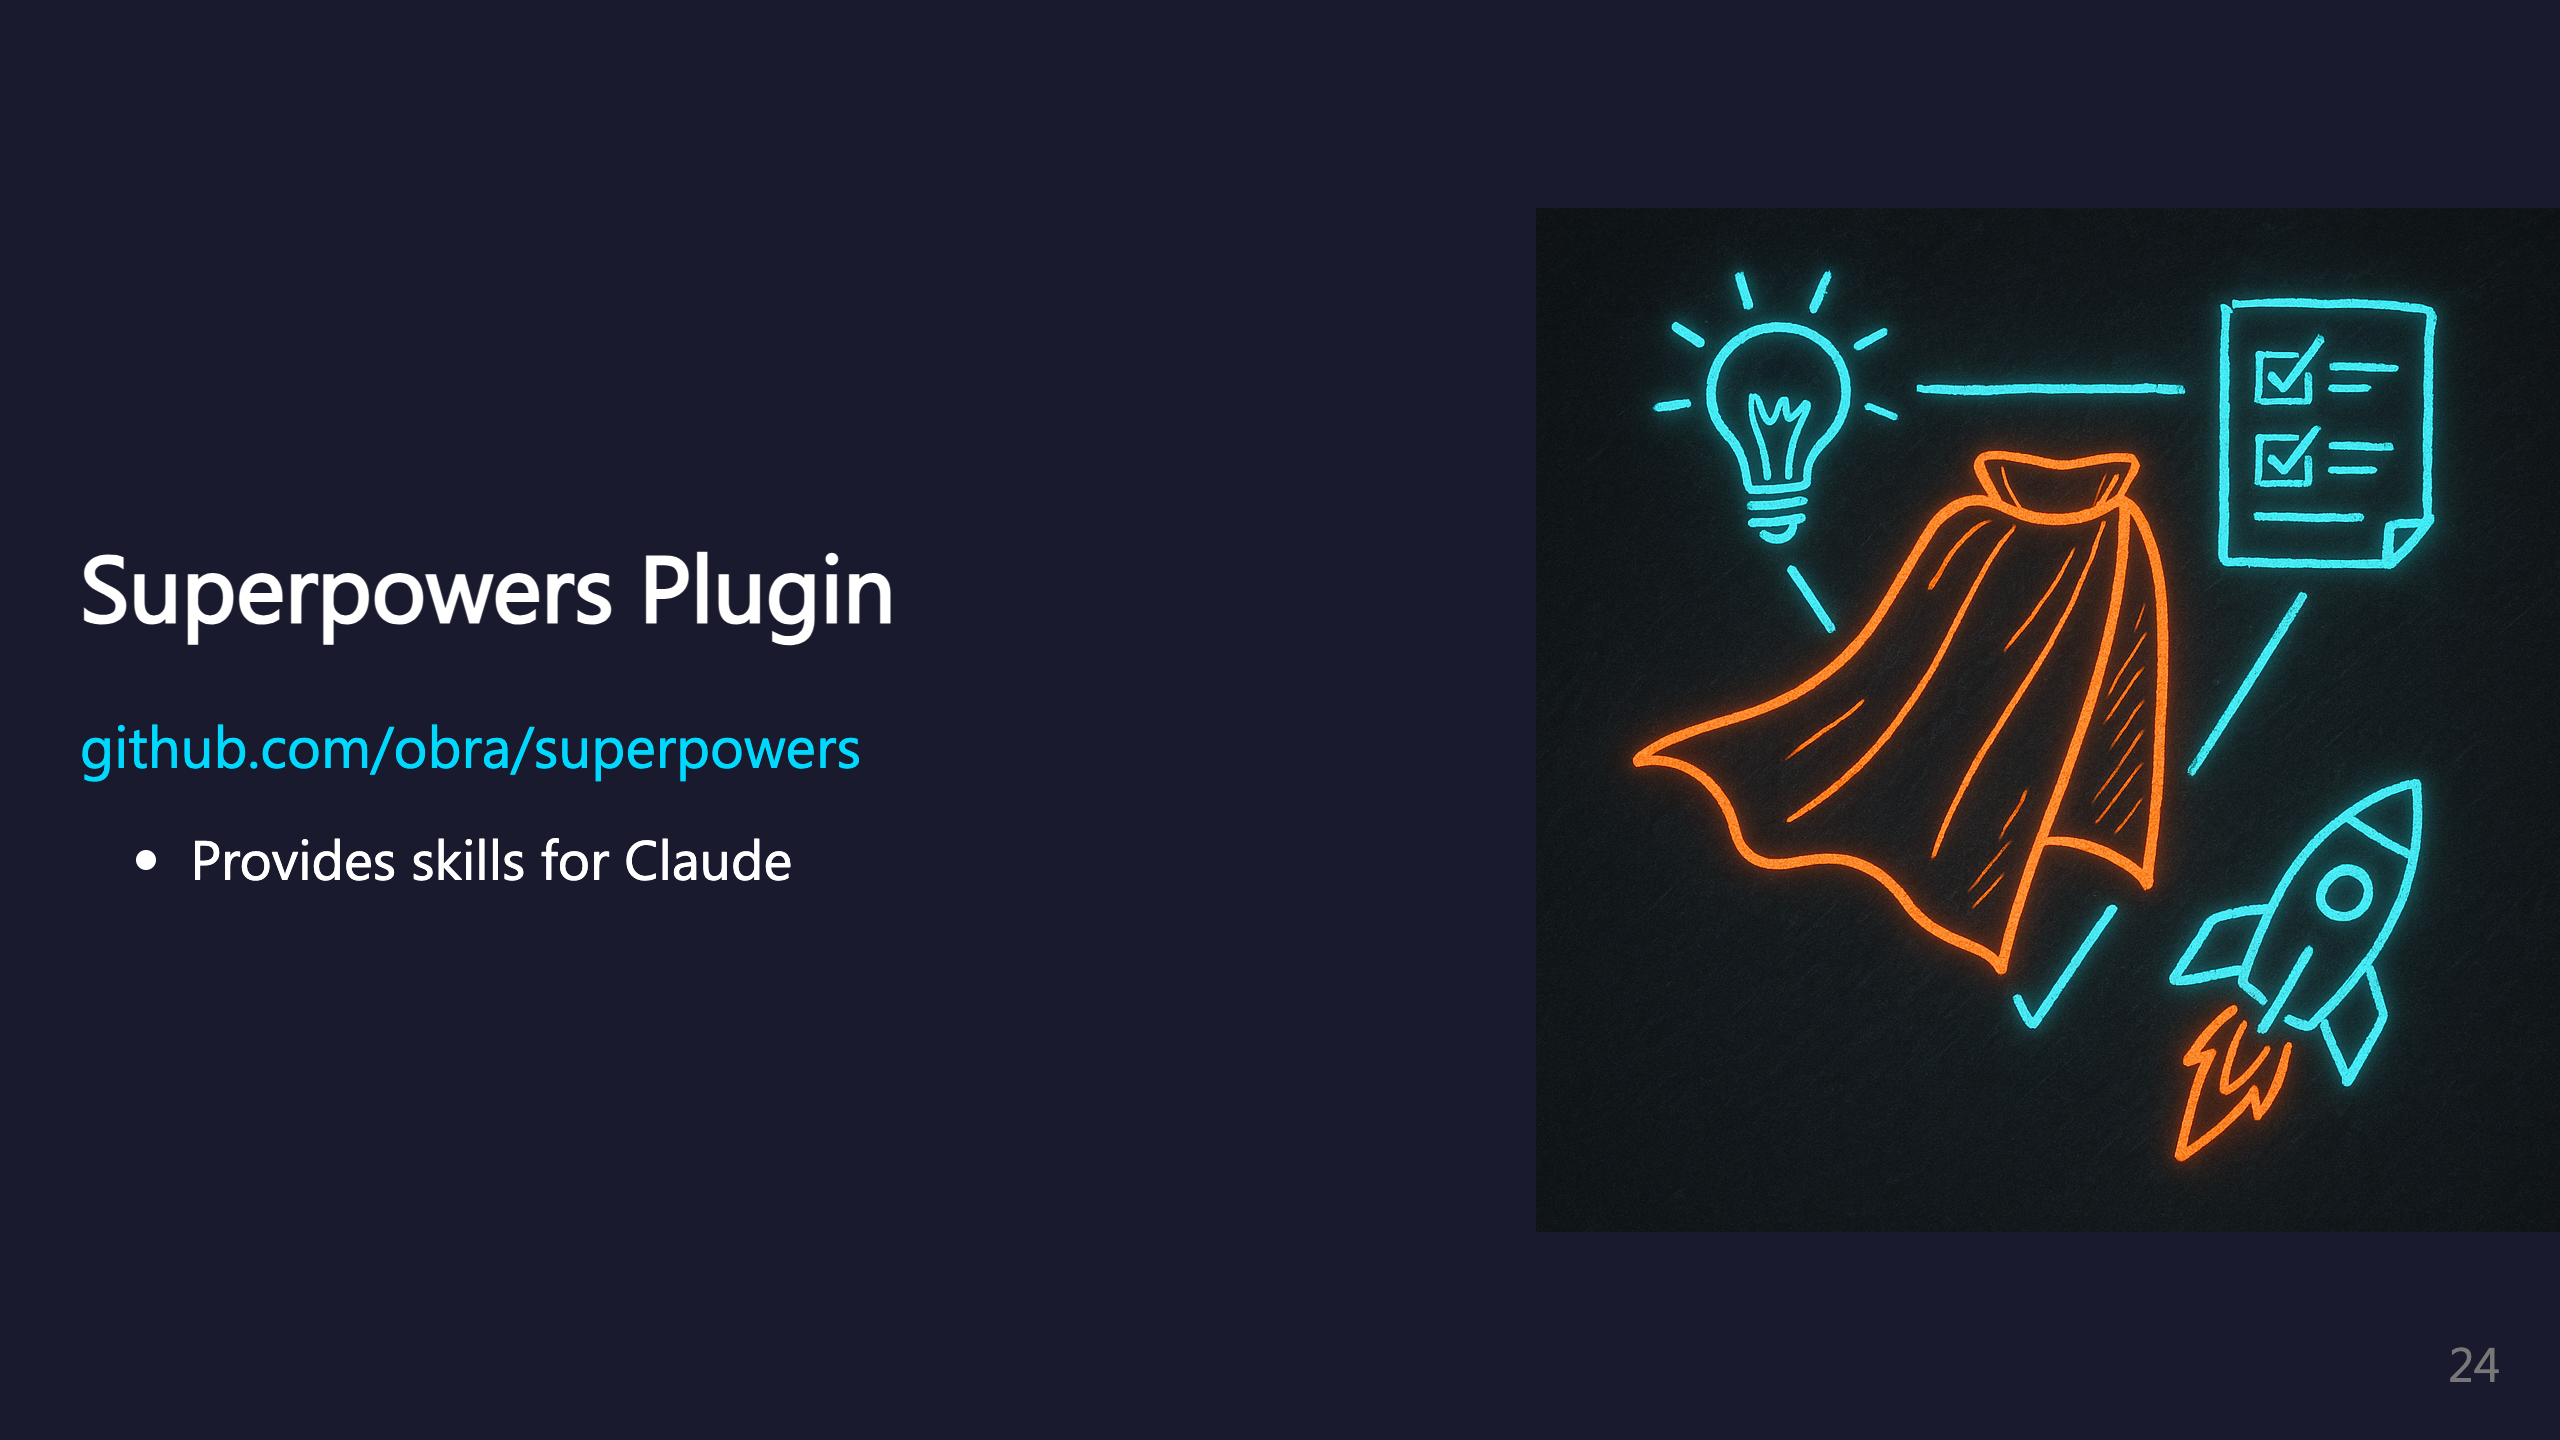 Superpowers Plugin
github.com/obra/superpowers
• Provides skills for Claude
24